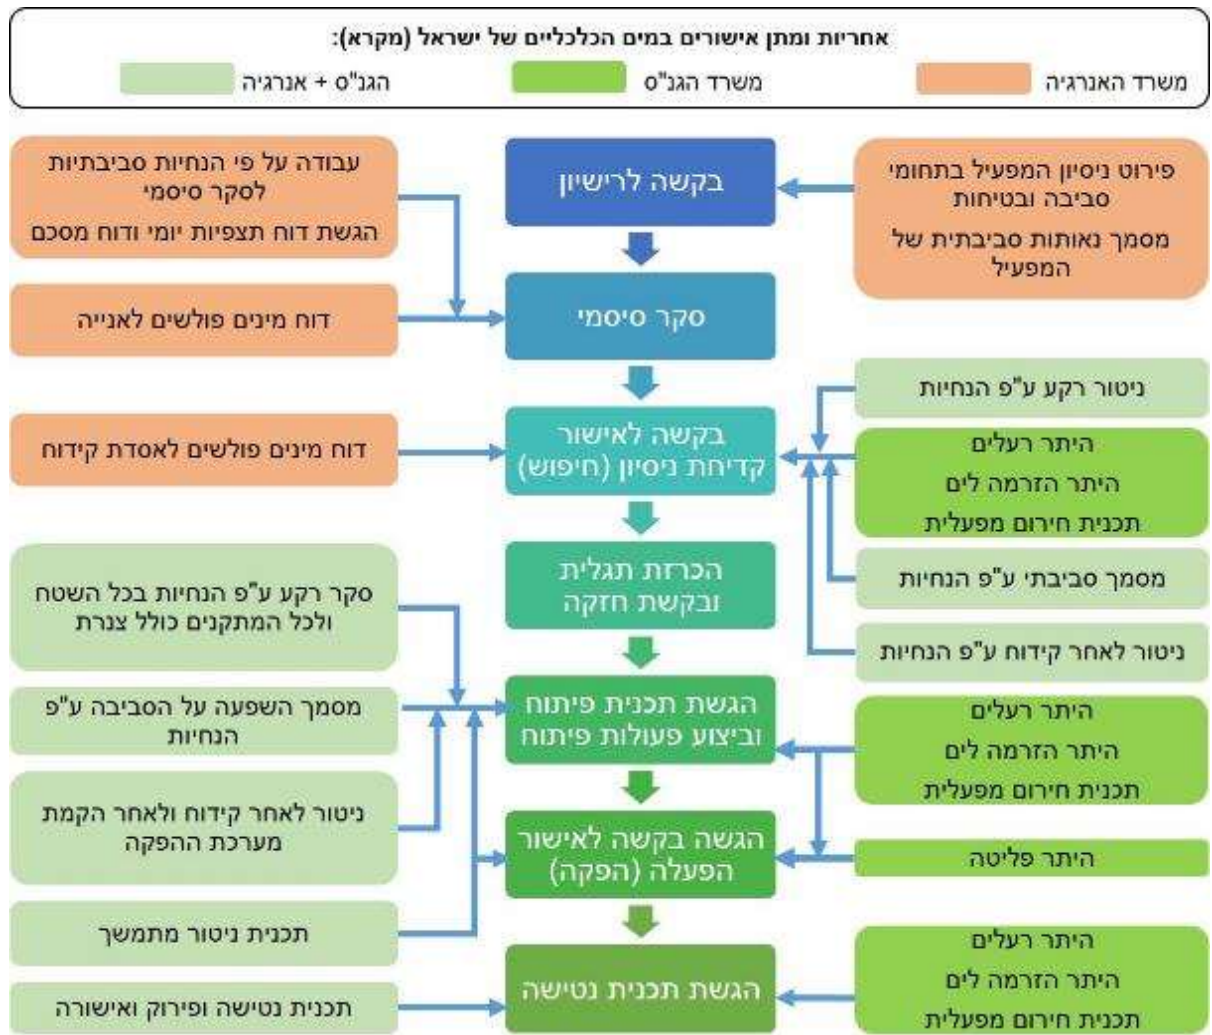 אחריות ומתן אישורים במים הכלכליים של ישראל (מקרא):
משרד האנרגיה
משרד הגנ"ס
הגנ"ס + אנרגיה
בקשה לרישיון
פירוט ניסיון המפעיל בתחומי
סביבה ובטיחות
מסמך נאותות סביבתית של
המפעיל
עבודה על פי הנחיות סביבתיות
לסקר סיסמי
הגשת דוח תצפיות יומי ודוח מסכם
סקר סיסמי
דוח מינים פולשים לאנייה
ניטור רקע ע"פ הנחיות
בקשה לאישור
קדיחת ניסיון (חיפוש)
היתר רעלים
היתר הזרמה לים
תכנית חירום מפעלית
דוח מינים פולשים לאסדת קידוח
מסמך סביבתי ע"פ הנחיות
הכרזת תגלית
ובקשת חזקה
ניטור לאחר קידוח ע"פ הנחיות
סקר רקע ע"פ הנחיות בכל השטח
ולכל המתקנים כולל צנרת
הגשת תכנית פיתוח
וביצוע פעולות פיתוח
היתר רעלים
היתר הזרמה לים
תכנית חירום מפעלית
מסמך השפעה על הסביבה ע"פ
הנחיות
ניטור לאחר קידוח ולאחר הקמת
מערכת ההפקה
הגשה בקשה לאישור
הפעלה (הפקה)
היתר פליטה
תכנית ניטור מתמשך
הגשת תכנית נטישה
היתר רעלים
היתר הזרמה לים
תכנית חירום מפעלית
תכנית נטישה ופירוק ואישורה